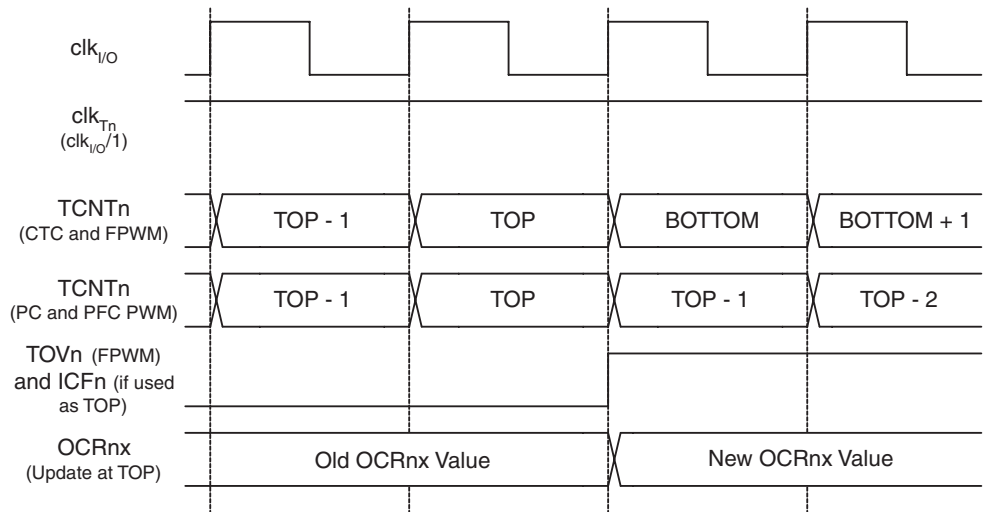 clkI/O
clkTn
(clkI/O/1)
TCNTn
(CTC and FPWM)
TOP - 1
TOP
BOTTOM
BOTTOM + 1
TCNTn
(PC and PFC PWM)
TOP - 1
TOP
TOP - 1
TOP - 2
TOVn (FPWM)
and ICFn (if used
as TOP)
OCRnx
(Update at TOP)
Old OCRnx Value
New OCRnx Value